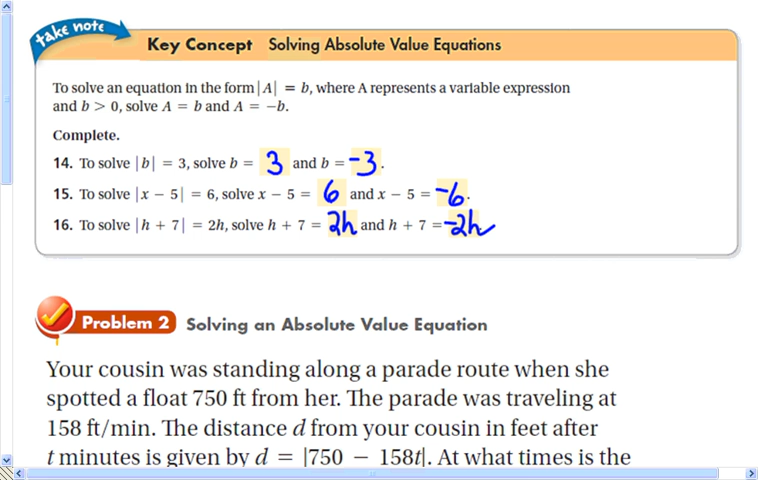 take note
Key Concept Solving Absolute Value Equations
To solve an equation in the form |A| = b, where A represents a variable expression
and b > 0, solve A = b and A = −b.
Complete.
14. To solve |b| = 3, solve b = 3 and b = -3.
15. To solve |x − 5| = 6, solve x − 5 = 6 and x − 5 = -6.
16. To solve |h + 7| = 2h, solve h + 7 = 2h and h + 7 = -2h
Problem 2 Solving an Absolute Value Equation
Your cousin was standing along a parade route when she
spotted a float 750 ft from her. The parade was traveling at
158 ft/min. The distance d from your cousin in feet after
t minutes is given by d = |750 − 158t|. At what times is the